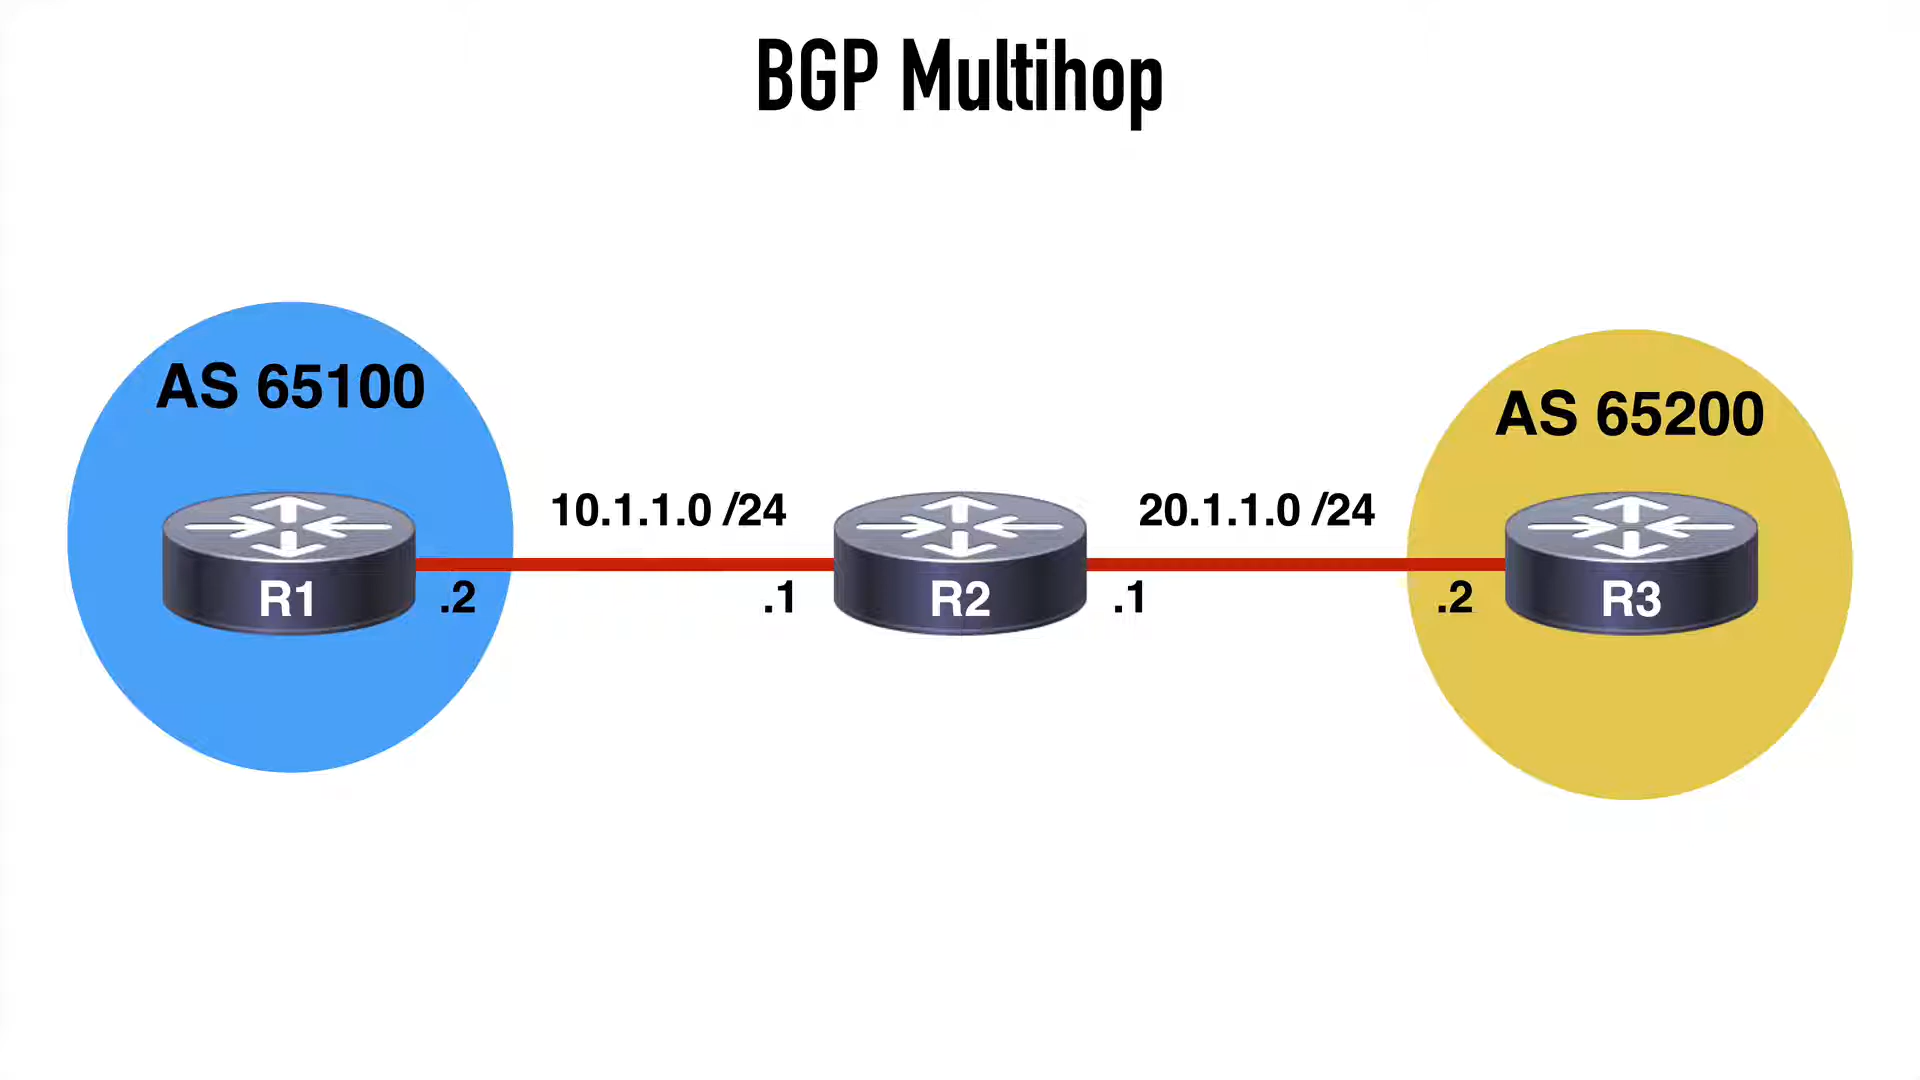 BGP Multihop
AS 65100
AS 65200
10.1.1.0 /24
20.1.1.0 /24
R1
.2
.1
R2
.1
.2
R3